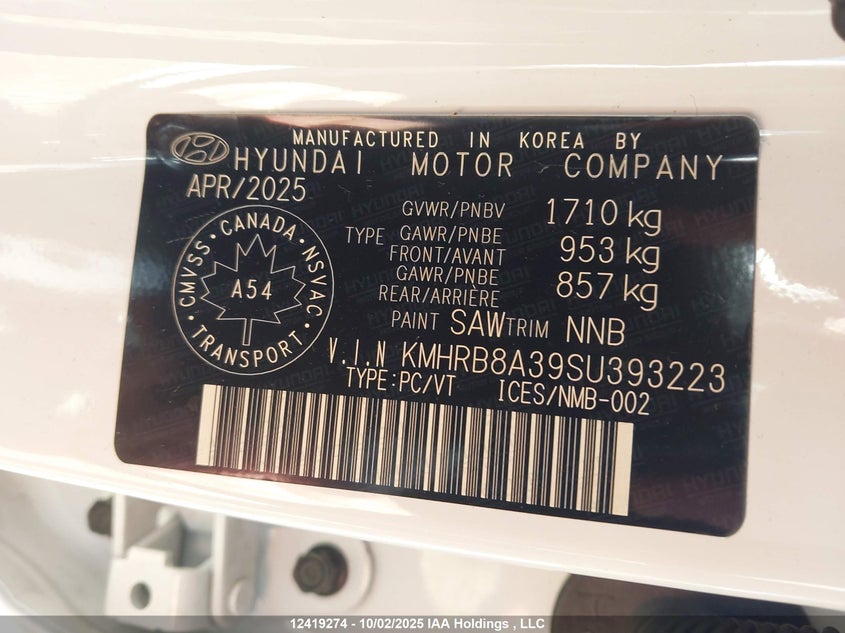 MANUFACTURED IN KOREA BY
HYUNDAI MOTOR COMPANY
APR/2025
GVWR/PNBV 1710 kg
TYPE GAWR/PNBE
FRONT/AVANT 953 kg
GAWR/PNBE
REAR/ARRIÈRE 857 kg
PAINT SAW TRIM NNB
CMVSS · CANADA · NSVAC
A54
· TRANSPORT ·
V.I.N KMHRB8A39SU393223
TYPE:PC/VT ICES/NMB-002
12419274 - 10/02/2025 IAA Holdings , LLC